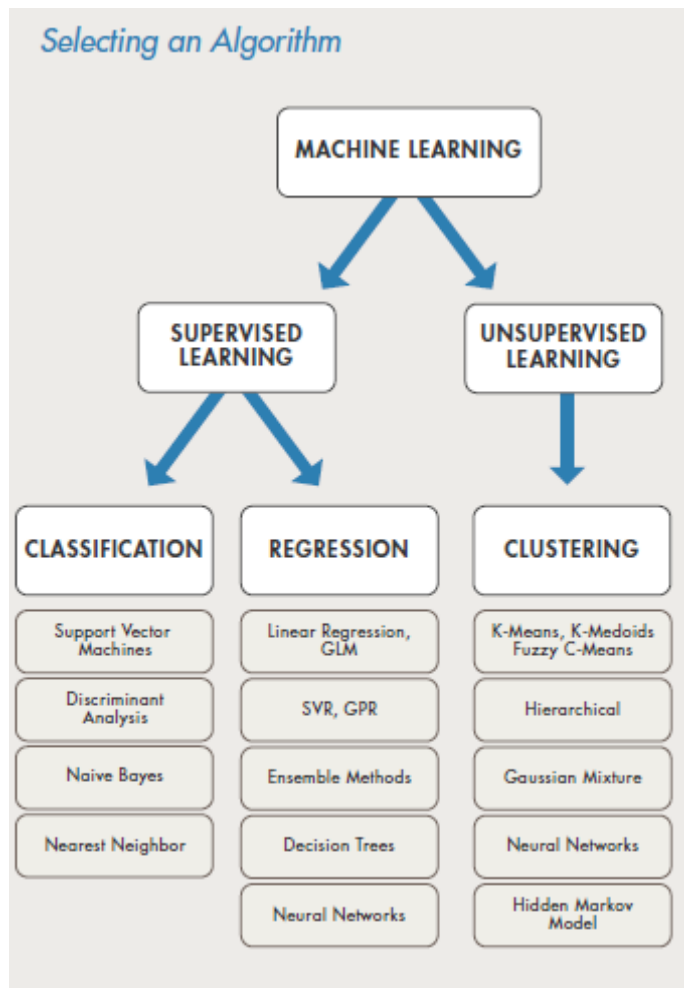 Selecting an Algorithm
MACHINE LEARNING
SUPERVISED
LEARNING
UNSUPERVISED
LEARNING
CLASSIFICATION
Support Vector
Machines
Discriminant
Analysis
Naive Bayes
Nearest Neighbor
REGRESSION
Linear Regression,
GLM
SVR, GPR
Ensemble Methods
Decision Trees
Neural Networks
CLUSTERING
K-Means, K-Medoids
Fuzzy C-Means
Hierarchical
Gaussian Mixture
Neural Networks
Hidden Markov
Model